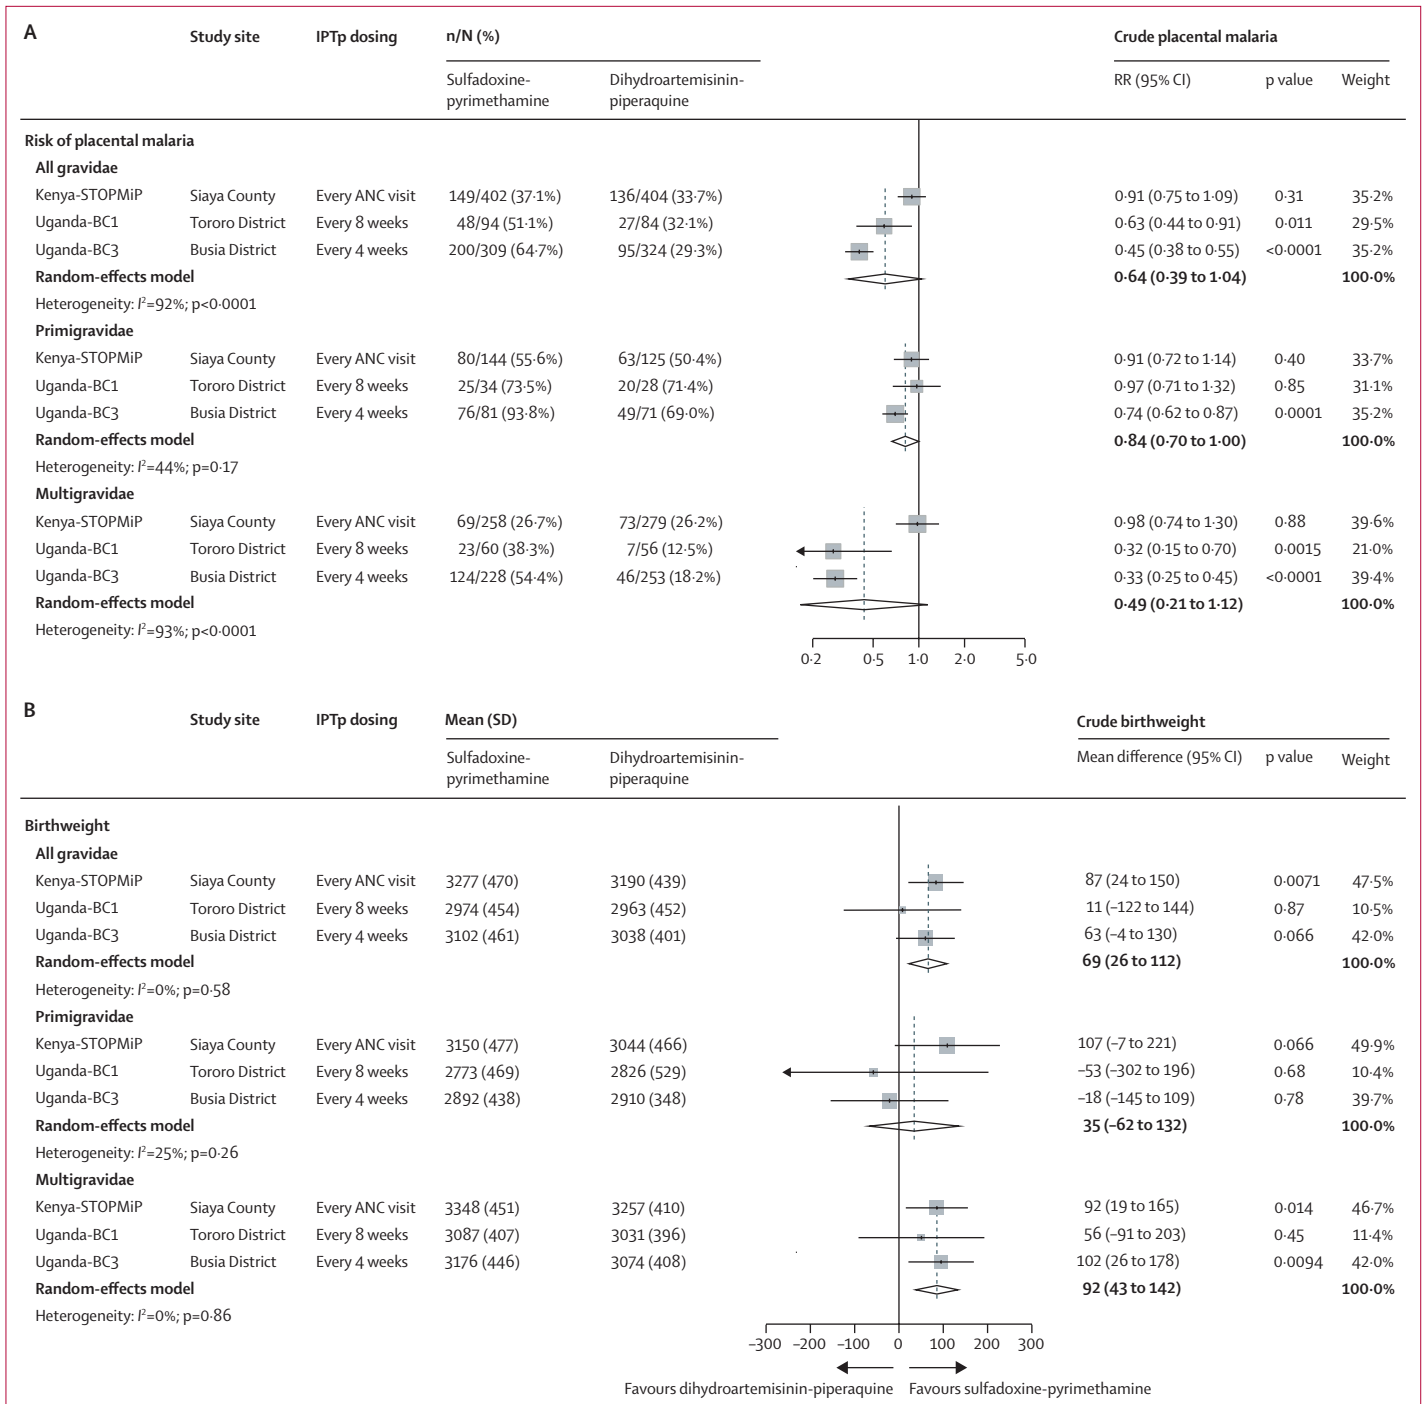 A
Study site IPTp dosing n/N (%) Crude placental malaria
Sulfadoxine-pyrimethamine Dihydroartemisinin-piperaquine RR (95% CI) p value Weight
Risk of placental malaria
All gravidae
Kenya-STOPMiP Siaya County Every ANC visit 149/402 (37·1%) 136/404 (33·7%) 0·91 (0·75 to 1·09) 0·31 35·2%
Uganda-BC1 Tororo District Every 8 weeks 48/94 (51·1%) 27/84 (32·1%) 0·63 (0·44 to 0·91) 0·011 29·5%
Uganda-BC3 Busia District Every 4 weeks 200/309 (64·7%) 95/324 (29·3%) 0·45 (0·38 to 0·55) <0·0001 35·2%
Random-effects model 0·64 (0·39 to 1·04) 100·0%
Heterogeneity: I²=92%; p<0·0001
Primigravidae
Kenya-STOPMiP Siaya County Every ANC visit 80/144 (55·6%) 63/125 (50·4%) 0·91 (0·72 to 1·14) 0·40 33·7%
Uganda-BC1 Tororo District Every 8 weeks 25/34 (73·5%) 20/28 (71·4%) 0·97 (0·71 to 1·32) 0·85 31·1%
Uganda-BC3 Busia District Every 4 weeks 76/81 (93·8%) 49/71 (69·0%) 0·74 (0·62 to 0·87) 0·0001 35·2%
Random-effects model 0·84 (0·70 to 1·00) 100·0%
Heterogeneity: I²=44%; p=0·17
Multigravidae
Kenya-STOPMiP Siaya County Every ANC visit 69/258 (26·7%) 73/279 (26·2%) 0·98 (0·74 to 1·30) 0·88 39·6%
Uganda-BC1 Tororo District Every 8 weeks 23/60 (38·3%) 7/56 (12·5%) 0·32 (0·15 to 0·70) 0·0015 21·0%
Uganda-BC3 Busia District Every 4 weeks 124/228 (54·4%) 46/253 (18·2%) 0·33 (0·25 to 0·45) <0·0001 39·4%
Random-effects model 0·49 (0·21 to 1·12) 100·0%
Heterogeneity: I²=93%; p<0·0001
0·2 0·5 1·0 2·0 5·0
B
Study site IPTp dosing Mean (SD) Crude birthweight
Sulfadoxine-pyrimethamine Dihydroartemisinin-piperaquine Mean difference (95% CI) p value Weight
Birthweight
All gravidae
Kenya-STOPMiP Siaya County Every ANC visit 3277 (470) 3190 (439) 87 (24 to 150) 0·0071 47·5%
Uganda-BC1 Tororo District Every 8 weeks 2974 (454) 2963 (452) 11 (–122 to 144) 0·87 10·5%
Uganda-BC3 Busia District Every 4 weeks 3102 (461) 3038 (401) 63 (–4 to 130) 0·066 42·0%
Random-effects model 69 (26 to 112) 100·0%
Heterogeneity: I²=0%; p=0·58
Primigravidae
Kenya-STOPMiP Siaya County Every ANC visit 3150 (477) 3044 (466) 107 (–7 to 221) 0·066 49·9%
Uganda-BC1 Tororo District Every 8 weeks 2773 (469) 2826 (529) –53 (–302 to 196) 0·68 10·4%
Uganda-BC3 Busia District Every 4 weeks 2892 (438) 2910 (348) –18 (–145 to 109) 0·78 39·7%
Random-effects model 35 (–62 to 132) 100·0%
Heterogeneity: I²=25%; p=0·26
Multigravidae
Kenya-STOPMiP Siaya County Every ANC visit 3348 (451) 3257 (410) 92 (19 to 165) 0·014 46·7%
Uganda-BC1 Tororo District Every 8 weeks 3087 (407) 3031 (396) 56 (–91 to 203) 0·45 11·4%
Uganda-BC3 Busia District Every 4 weeks 3176 (446) 3074 (408) 102 (26 to 178) 0·0094 42·0%
Random-effects model 92 (43 to 142) 100·0%
Heterogeneity: I²=0%; p=0·86
–300 –200 –100 0 100 200 300
Favours dihydroartemisinin-piperaquine Favours sulfadoxine-pyrimethamine